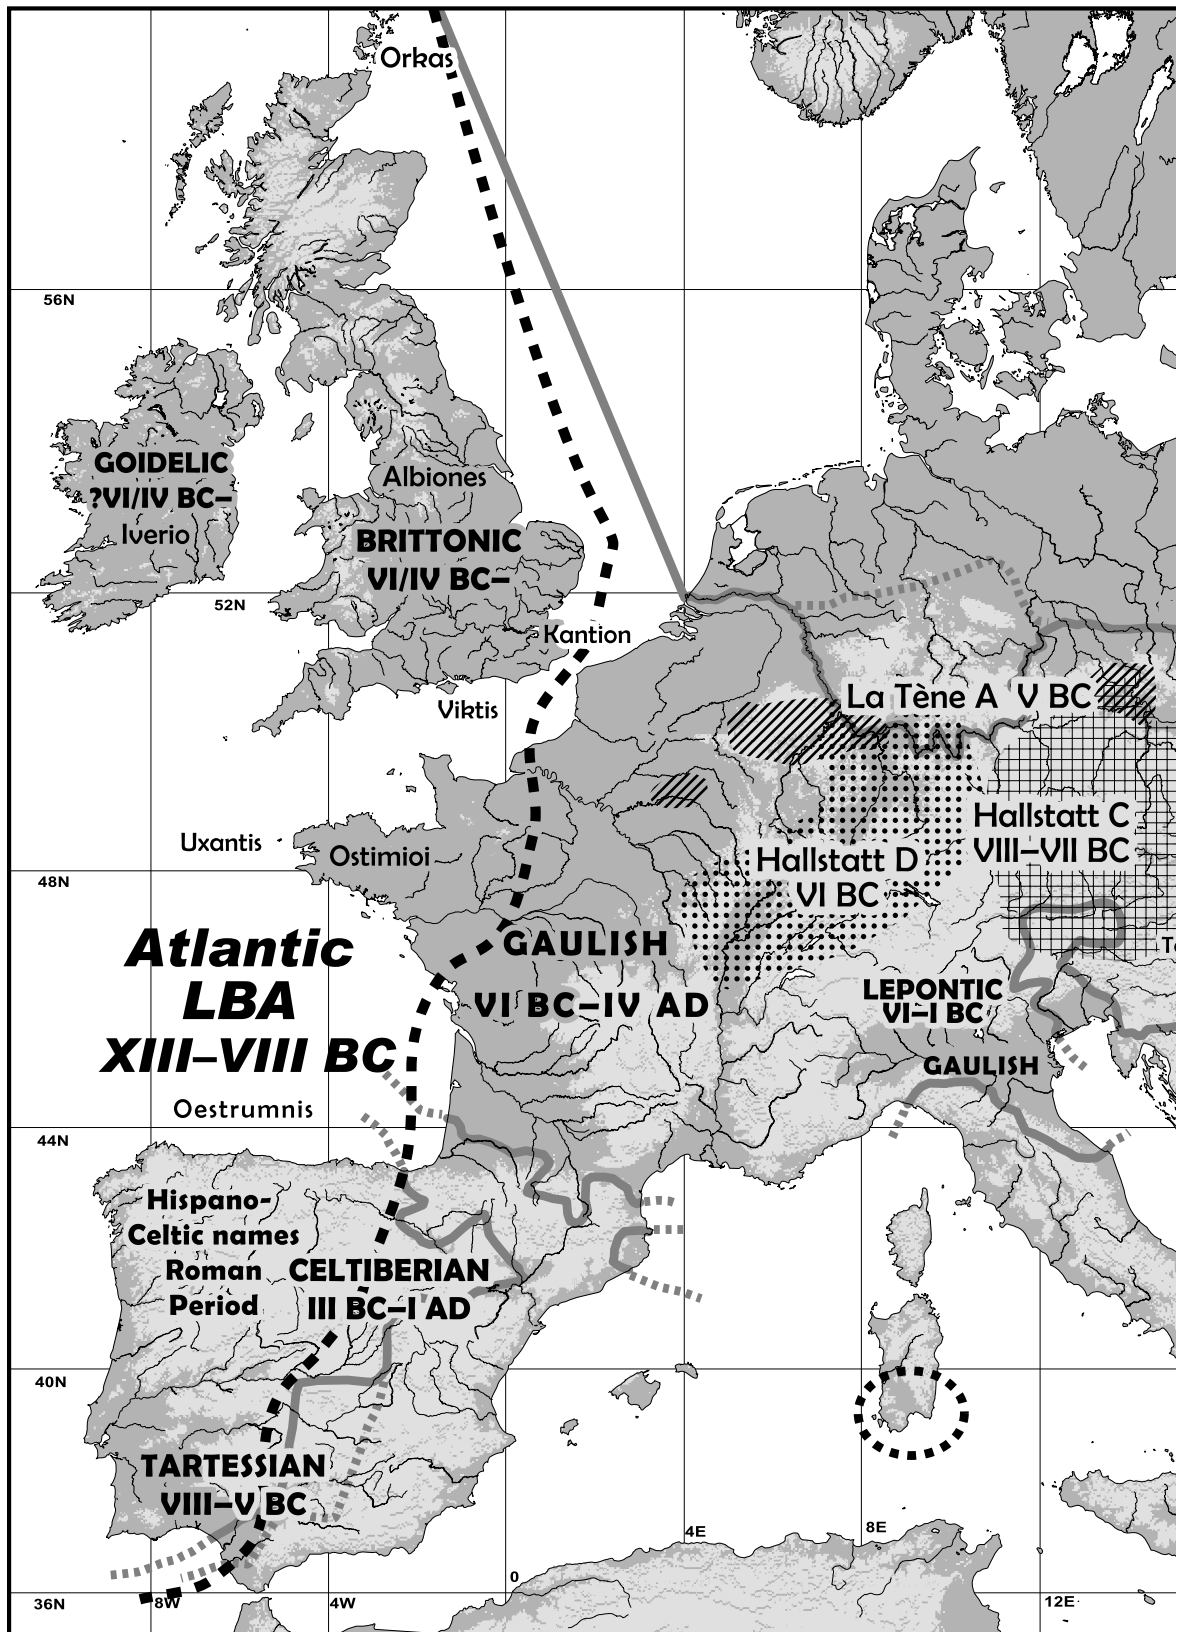 Orkas
56N
GOIDELIC
?VI/IV BC–
Iverio
Albiones
BRITTONIC
VI/IV BC–
52N
Kantion
Viktis
La Tène A V BC
Hallstatt C
VIII–VII BC
Uxantis
Ostimioi
Hallstatt D
VI BC
48N
Atlantic
LBA
XIII–VIII BC
GAULISH
VI BC–IV AD
LEPONTIC
VI–I BC
GAULISH
Oestrumnis
44N
Hispano-
Celtic names
Roman
Period
CELTIBERIAN
III BC–I AD
40N
TARTESSIAN
VIII–V BC
4E
8E
0
36N
8W
4W
12E